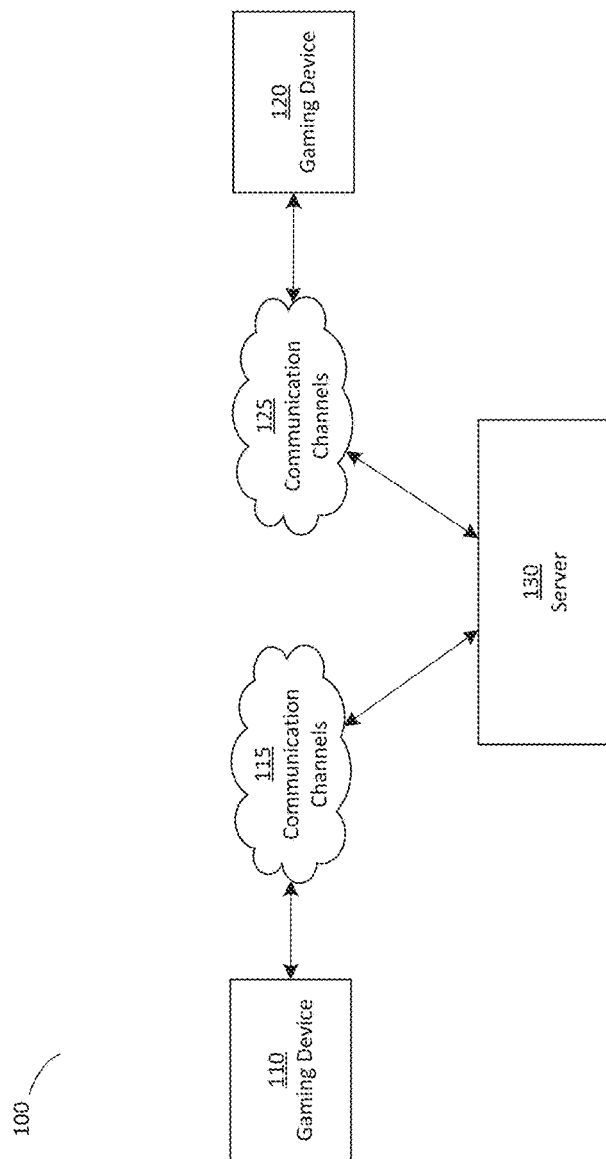 100
110
Gaming Device
115
Communication
Channels
125
Communication
Channels
120
Gaming Device
130
Server